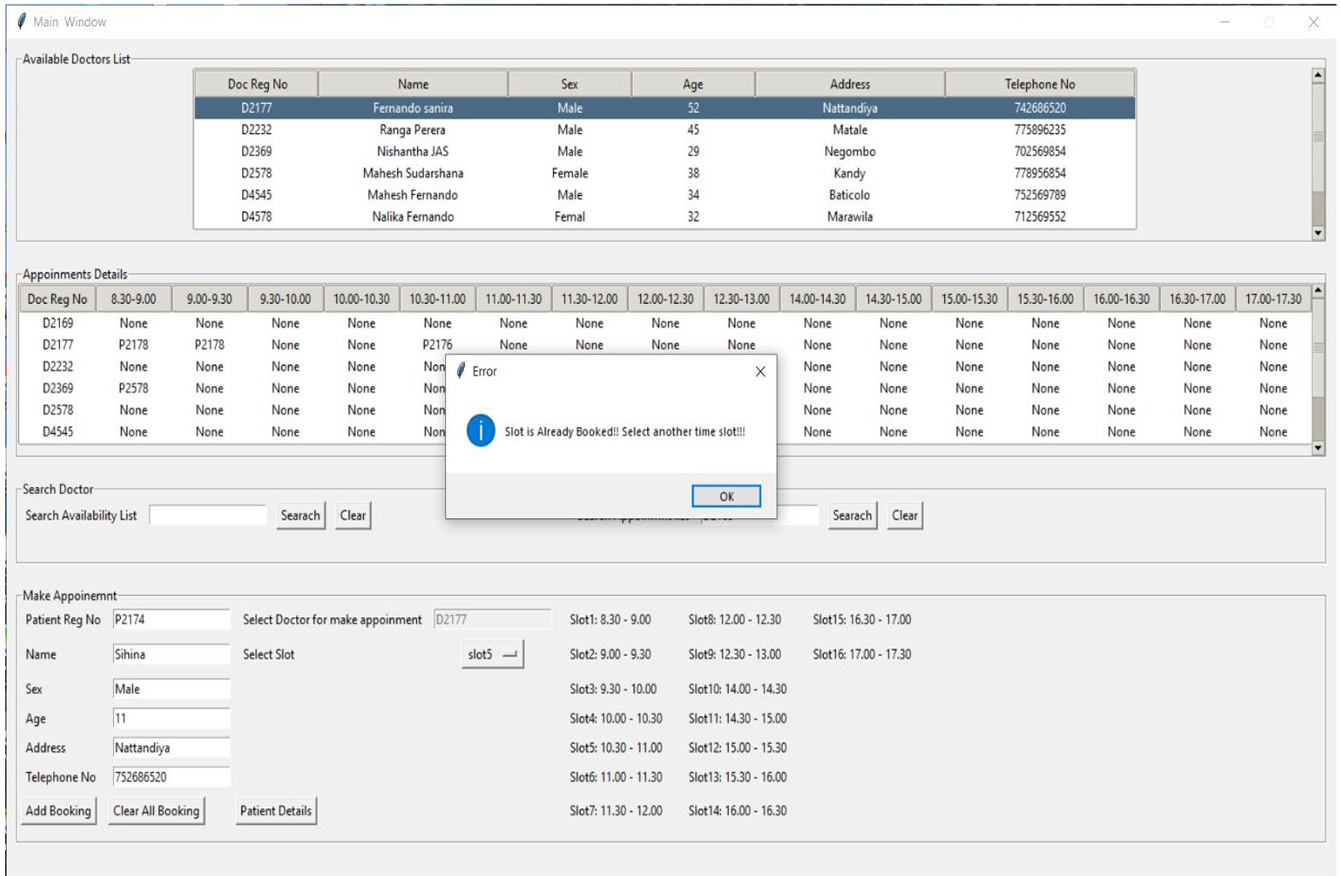 Main Window
Available Doctors List
Doc Reg No Name Sex Age Address Telephone No
D2177 Fernando sanira Male 52 Nattandiya 742686520
D2232 Ranga Perera Male 45 Matale 775896235
D2369 Nishantha JAS Male 29 Negombo 702569854
D2578 Mahesh Sudarshana Female 38 Kandy 778956854
D4545 Mahesh Fernando Male 34 Baticolo 752569789
D4578 Nalika Fernando Femal 32 Marawila 712569552
Appoinments Details
Doc Reg No 8.30-9.00 9.00-9.30 9.30-10.00 10.00-10.30 10.30-11.00 11.00-11.30 11.30-12.00 12.00-12.30 12.30-13.00 14.00-14.30 14.30-15.00 15.00-15.30 15.30-16.00 16.00-16.30 16.30-17.00 17.00-17.30
D2169 None None None None None None None None None None None None None None None None
D2177 P2178 P2178 None None P2176 None None None None None None None None None None None
D2232 None None None None Non None None None None None None None
D2369 P2578 None None None Non None None None None None None None
D2578 None None None None Non None None None None None None None
D4545 None None None None Non None None None None None None None
Error
Slot is Already Booked!! Select another time slot!!!
OK
Search Doctor
Search Availability List Searach Clear Searach Clear
Make Appoinemnt
Patient Reg No P2174 Select Doctor for make appoinment D2177 Slot1: 8.30 - 9.00 Slot8: 12.00 - 12.30 Slot15: 16.30 - 17.00
Name Sihina Select Slot slot5 Slot2: 9.00 - 9.30 Slot9: 12.30 - 13.00 Slot16: 17.00 - 17.30
Sex Male Slot3: 9.30 - 10.00 Slot10: 14.00 - 14.30
Age 11 Slot4: 10.00 - 10.30 Slot11: 14.30 - 15.00
Address Nattandiya Slot5: 10.30 - 11.00 Slot12: 15.00 - 15.30
Telephone No 752686520 Slot6: 11.00 - 11.30 Slot13: 15.30 - 16.00
Add Booking Clear All Booking Patient Details Slot7: 11.30 - 12.00 Slot14: 16.00 - 16.30